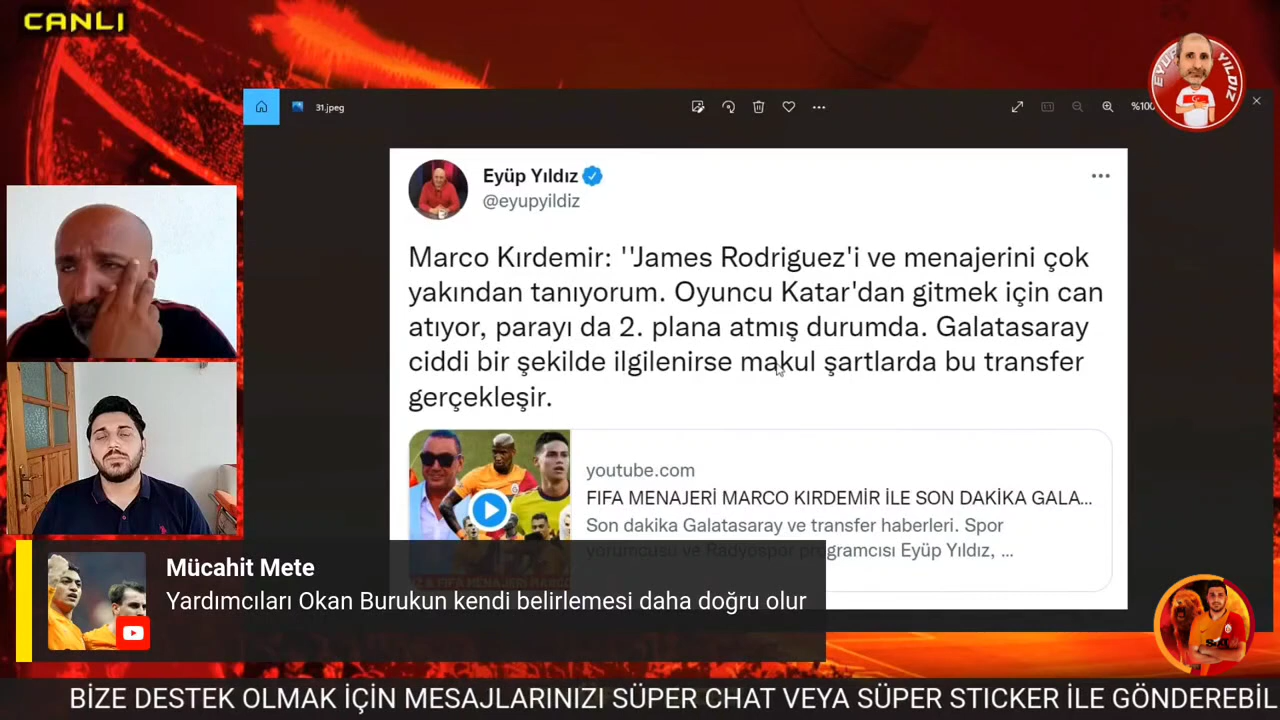 CANLI
EYÜP YILDIZ
31.jpeg
%100
Eyüp Yıldız
@eyupyildiz
Marco Kırdemir: ''James Rodriguez'i ve menajerini çok
yakından tanıyorum. Oyuncu Katar'dan gitmek için can
atıyor, parayı da 2. plana atmış durumda. Galatasaray
ciddi bir şekilde ilgilenirse makul şartlarda bu transfer
gerçekleşir.
youtube.com
FIFA MENAJERİ MARCO KIRDEMİR İLE SON DAKİKA GALA...
Son dakika Galatasaray ve transfer haberleri. Spor
yorumcusu ve Radyospor programcısı Eyüp Yıldız, ...
Mücahit Mete
Yardımcıları Okan Burukun kendi belirlemesi daha doğru olur
BİZE DESTEK OLMAK İÇİN MESAJLARINIZI SÜPER CHAT VEYA SÜPER STICKER İLE GÖNDEREBİL